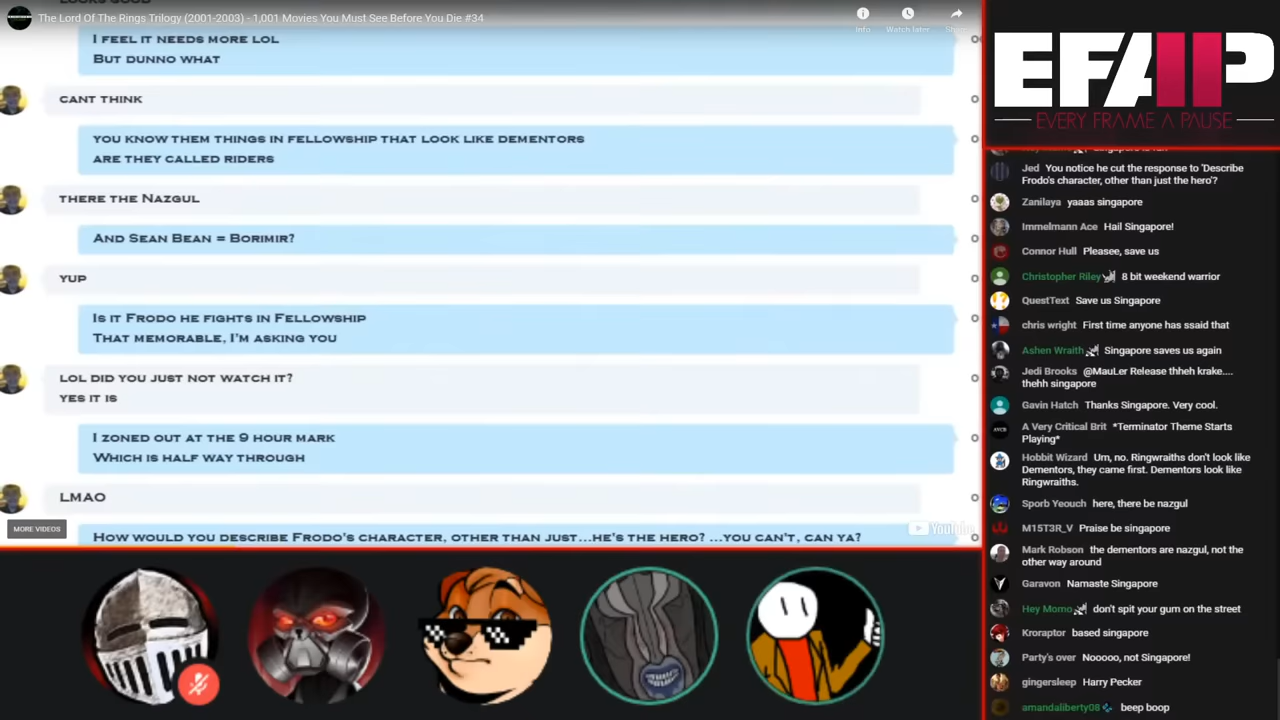 LOOKS GOOD
The Lord Of The Rings Trilogy (2001-2003) - 1,001 Movies You Must See Before You Die #34
Info
Watch later
Share
I FEEL IT NEEDS MORE LOL
BUT DUNNO WHAT
CANT THINK
YOU KNOW THEM THINGS IN FELLOWSHIP THAT LOOK LIKE DEMENTORS
ARE THEY CALLED RIDERS
THERE THE NAZGUL
AND SEAN BEAN = BORIMIR?
YUP
IS IT FRODO HE FIGHTS IN FELLOWSHIP
THAT MEMORABLE, I'M ASKING YOU
LOL DID YOU JUST NOT WATCH IT?
YES IT IS
I ZONED OUT AT THE 9 HOUR MARK
WHICH IS HALF WAY THROUGH
LMAO
MORE VIDEOS
YouTube
HOW WOULD YOU DESCRIBE FRODO'S CHARACTER, OTHER THAN JUST...HE'S THE HERO? ...YOU CAN'T, CAN YA?
EFAP
EVERY FRAME A PAUSE
Jed You notice he cut the response to 'Describe
Frodo's character, other than just the hero'?
Zanilaya yaaas singapore
Immelmann Ace Hail Singapore!
Connor Hull Pleasee, save us
Christopher Riley 8 bit weekend warrior
QuestText Save us Singapore
chris wright First time anyone has ssaid that
Ashen Wraith Singapore saves us again
Jedi Brooks @MauLer Release thheh krake....
thehh singapore
Gavin Hatch Thanks Singapore. Very cool.
A Very Critical Brit *Terminator Theme Starts
Playing*
Hobbit Wizard Um, no. Ringwraiths don't look like
Dementors, they came first. Dementors look like
Ringwraiths.
Sporb Yeouch here, there be nazgul
M15T3R_V Praise be singapore
Mark Robson the dementors are nazgul, not the
other way around
Garavon Namaste Singapore
Hey Momo don't spit your gum on the street
Kroraptor based singapore
Party's over Nooooo, not Singapore!
gingersleep Harry Pecker
amandaliberty08 beep boop